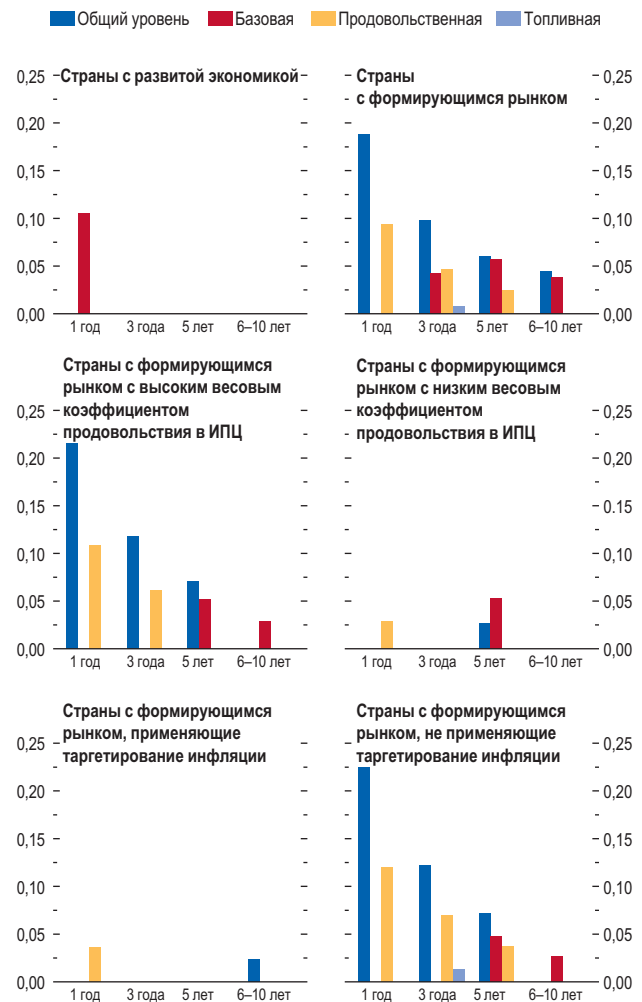 Общий уровень Базовая Продовольственная Топливная
Страны с развитой экономикой
0,25
0,20
0,15
0,10
0,05
0,00
1 год 3 года 5 лет 6–10 лет
Страны
с формирующимся рынком
0,25
0,20
0,15
0,10
0,05
0,00
1 год 3 года 5 лет 6–10 лет
Страны с формирующимся
рынком с высоким весовым
коэффициентом
продовольствия в ИПЦ
0,25
0,20
0,15
0,10
0,05
0,00
1 год 3 года 5 лет 6–10 лет
Страны с формирующимся
рынком с низким весовым
коэффициентом
продовольствия в ИПЦ
0,25
0,20
0.15
0,10
0,05
0,00
1 год 3 года 5 лет 6–10 лет
Страны с формирующимся
рынком, применяющие
таргетирование инфляции
0,25
0,20
0,15
0,10
0,05
0,00
1 год 3 года 5 лет 6–10 лет
Страны с формирующимся
рынком, не применяющие
таргетирование инфляции
0,25
0,20
0,15
0,10
0,05
0,00
1 год 3 года 5 лет 6–10 лет